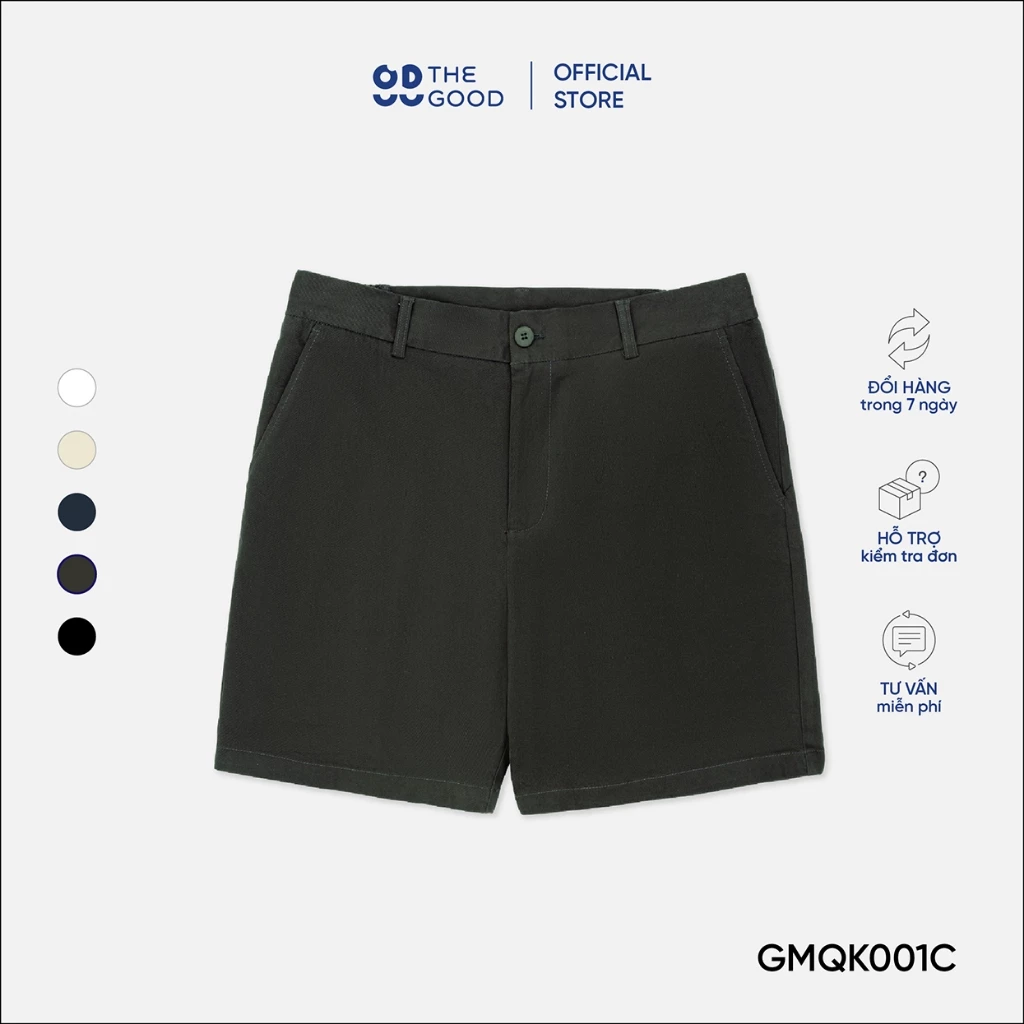 THE GOOD
OFFICIAL STORE
ĐỔI HÀNG
trong 7 ngày
?
HỖ TRỢ
kiểm tra đơn
TƯ VẤN
miễn phí
GMQK001C